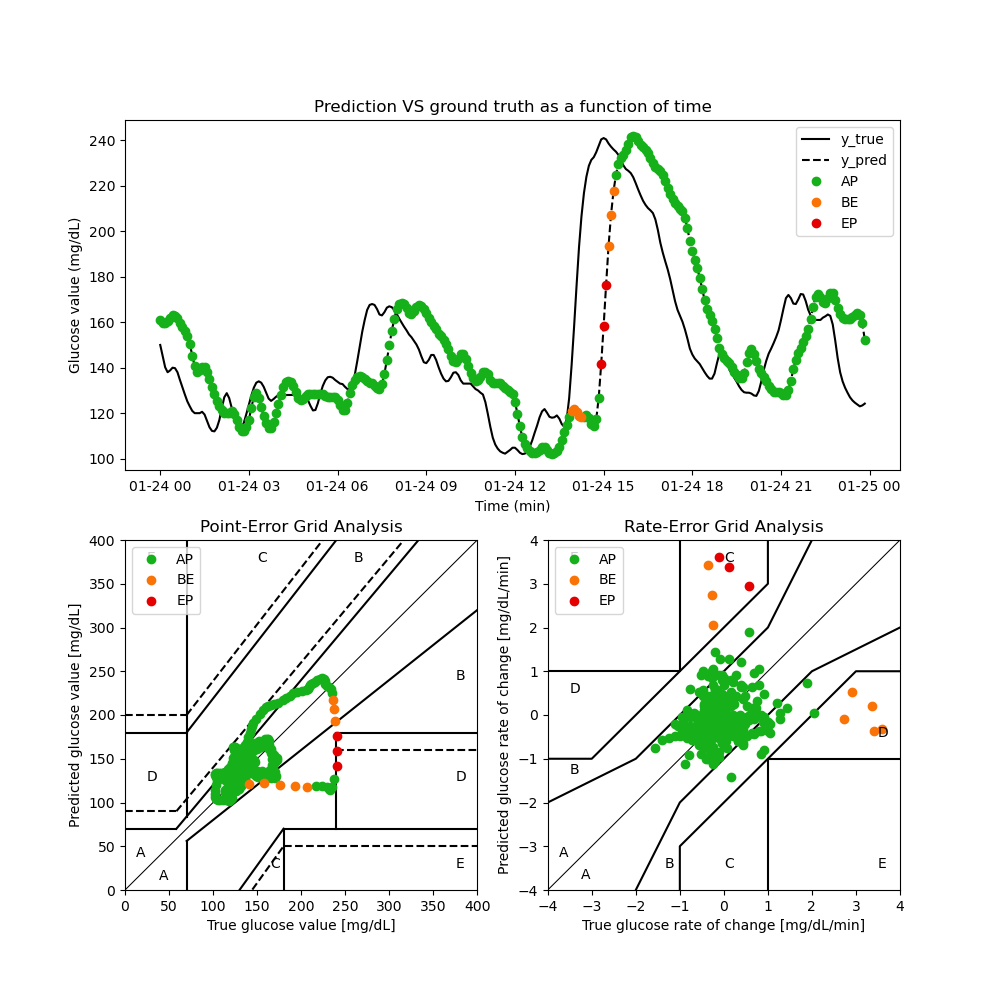 Prediction VS ground truth as a function of time
Glucose value (mg/dL)
240
220
200
180
160
140
120
100
y_true
y_pred
AP
BE
EP
01-24 00 01-24 03 01-24 06 01-24 09 01-24 12 01-24 15 01-24 18 01-24 21 01-25 00
Time (min)
Point-Error Grid Analysis
Predicted glucose value [mg/dL]
400
350
300
250
200
150
100
50
0
AP
BE
EP
C
B
B
D
D
A
A
C
E
0 50 100 150 200 250 300 350 400
True glucose value [mg/dL]
Rate-Error Grid Analysis
Predicted glucose rate of change [mg/dL/min]
4
3
2
1
0
−1
−2
−3
−4
AP
BE
EP
C
D
D
B
A
A
B
C
E
−4 −3 −2 −1 0 1 2 3 4
True glucose rate of change [mg/dL/min]